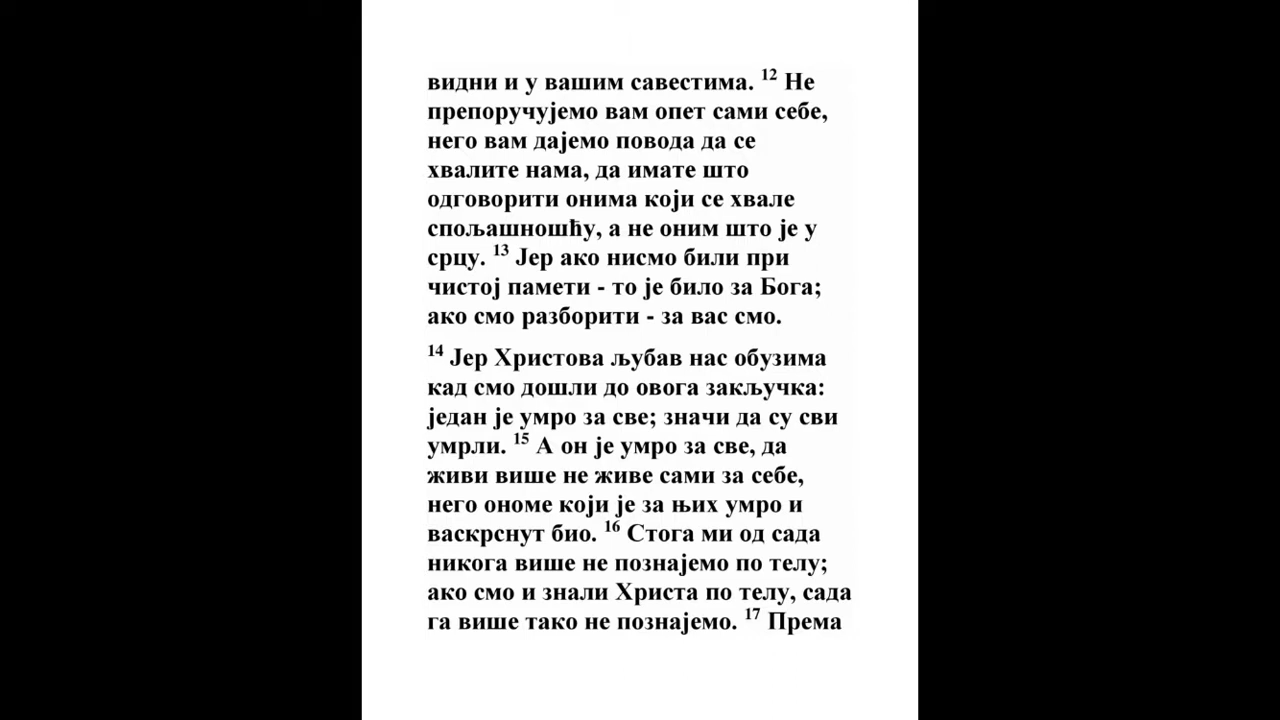 видни и у вашим савестима. 12 Не
препоручујемо вам опет сами себе,
него вам дајемо повода да се
хвалите нама, да имате што
одговорити онима који се хвале
спољашношћу, а не оним што је у
срцу. 13 Јер ако нисмо били при
чистој памети - то је било за Бога;
ако смо разборити - за вас смо.
14 Јер Христова љубав нас обузима
кад смо дошли до овога закључка:
један је умро за све; значи да су сви
умрли. 15 А он је умро за све, да
живи више не живе сами за себе,
него ономе који је за њих умро и
васкрснут био. 16 Стога ми од сада
никога више не познајемо по телу;
ако смо и знали Христа по телу, сада
га више тако не познајемо. 17 Према